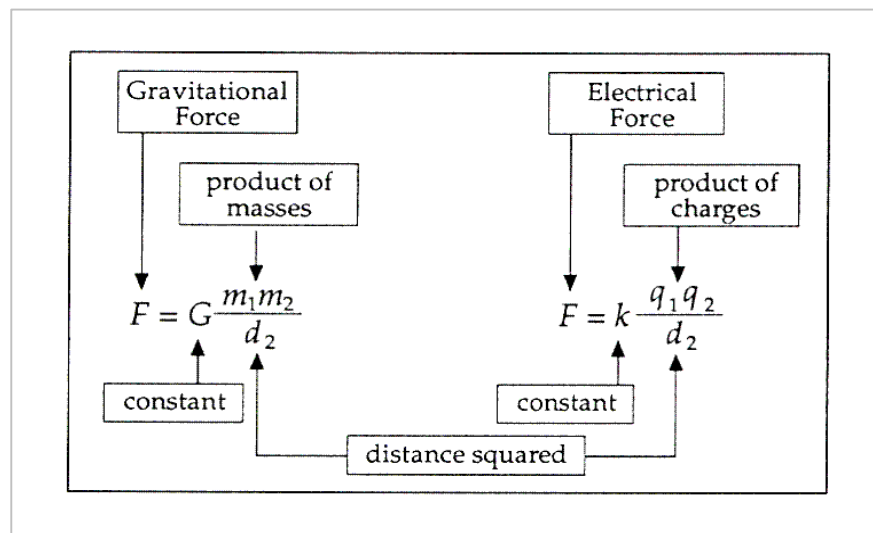 Gravitational
Force
Electrical
Force
product of
masses
product of
charges
F = G m₁m₂ / d₂
F = k q₁q₂ / d₂
constant
constant
distance squared